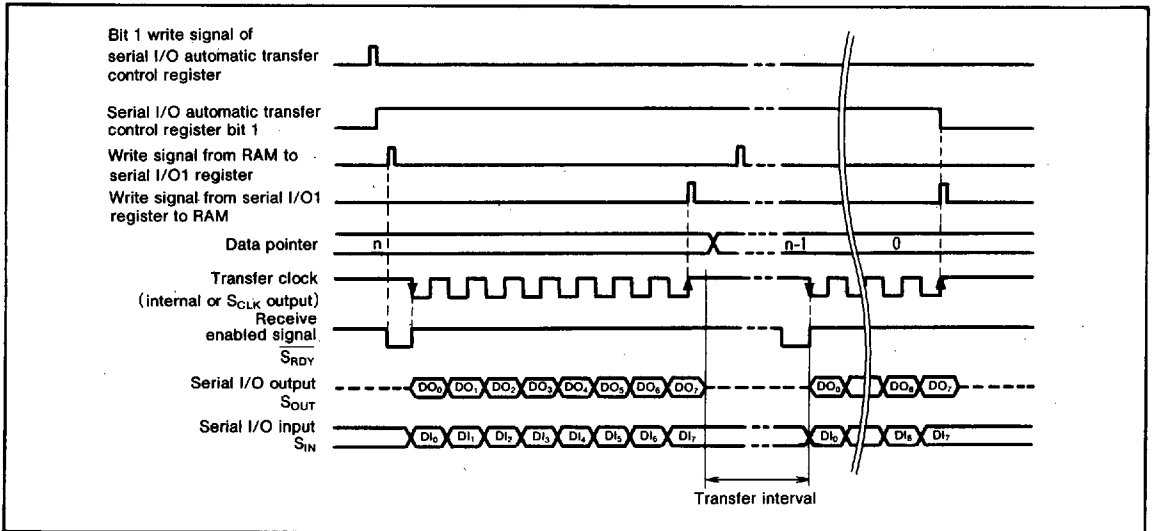 Bit 1 write signal of
serial I/O automatic transfer
control register
Serial I/O automatic transfer
control register bit 1
Write signal from RAM to
serial I/O1 register
Write signal from serial I/O1
register to RAM
Data pointer n n-1 0
Transfer clock
(internal or SCLK output)
Receive
enabled signal
SRDY
Serial I/O output
SOUT
DO0 DO1 DO2 DO3 DO4 DO5 DO6 DO7 DO0 DO6 DO7
Serial I/O input
SIN
DI0 DI1 DI2 DI3 DI4 DI5 DI6 DI7 DI0 DI6 DI7
Transfer interval